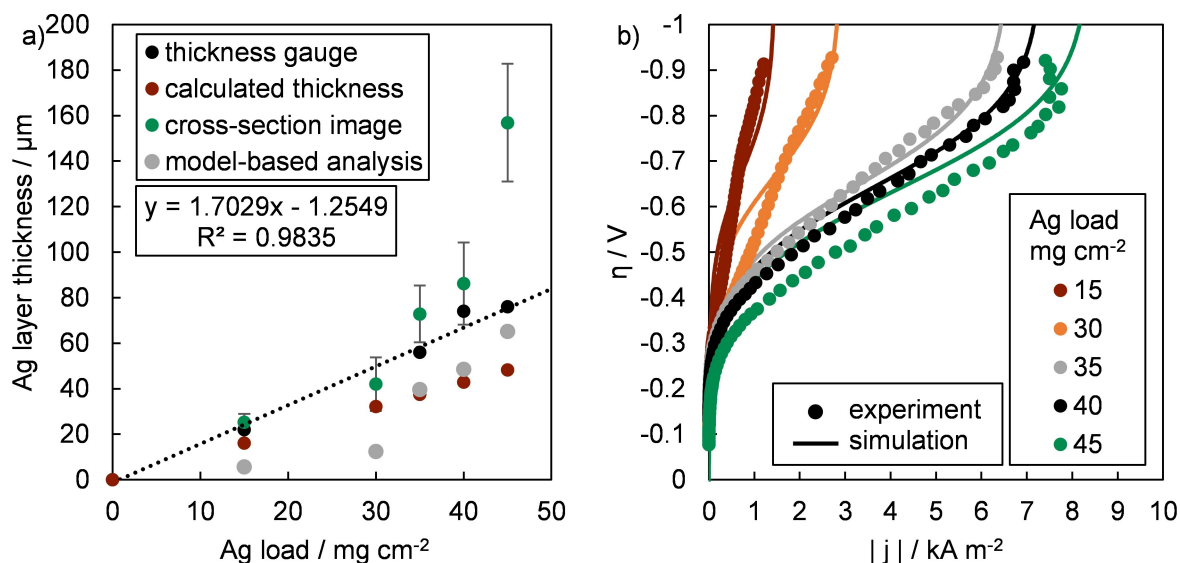 a)
200
180
160
140
120
100
80
60
40
20
0
Ag layer thickness / µm
thickness gauge
calculated thickness
cross-section image
model-based analysis
y = 1.7029x - 1.2549
R² = 0.9835
0 10 20 30 40 50
Ag load / mg cm⁻²
b)
-1
-0.9
-0.8
-0.7
-0.6
-0.5
-0.4
-0.3
-0.2
-0.1
0
η / V
Ag load
mg cm⁻²
15
30
35
40
45
experiment
simulation
0 1 2 3 4 5 6 7 8 9 10
| j | / kA m⁻²